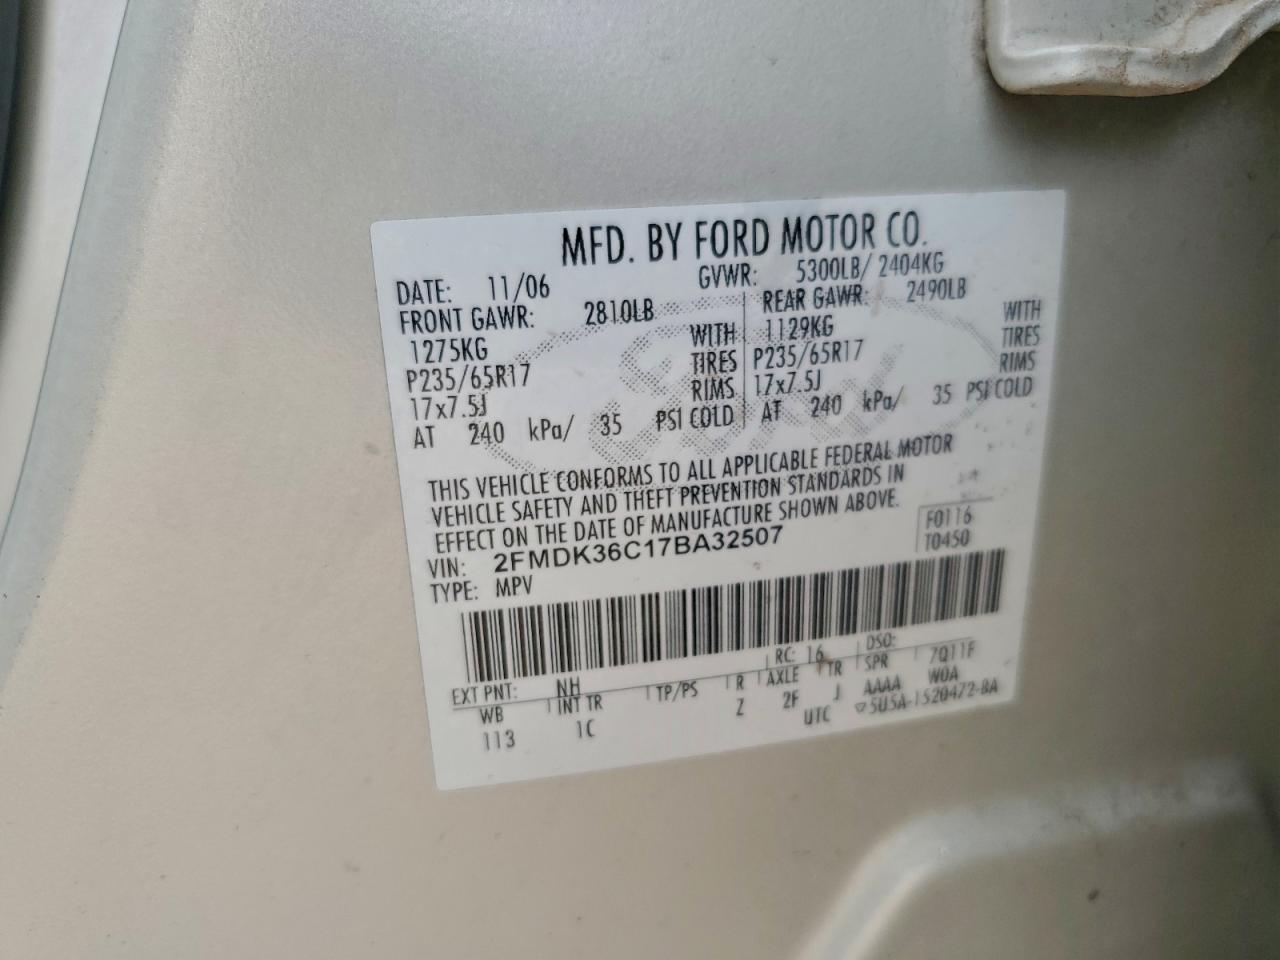 MFD. BY FORD MOTOR CO.
DATE: 11/06 GVWR: 5300LB/ 2404KG
FRONT GAWR: 2810LB REAR GAWR: 2490LB
1275KG WITH 1129KG WITH
P235/65R17 TIRES P235/65R17 TIRES
17x7.5J RIMS 17x7.5J RIMS
AT 240 kPa/ 35 PSI COLD AT 240 kPa/ 35 PSI COLD
THIS VEHICLE CONFORMS TO ALL APPLICABLE FEDERAL MOTOR
VEHICLE SAFETY AND THEFT PREVENTION STANDARDS IN
EFFECT ON THE DATE OF MANUFACTURE SHOWN ABOVE.
VIN: 2FMDK36C17BA32507 F0116
TYPE: MPV T0450
EXT PNT: NH RC: 16 DSO:
WB INT TR TP/PS R AXLE TR SPR 7Q11F
113 1C Z 2F J AAAA W0A
UTC ▽5U5A-1520472-BA
Ford